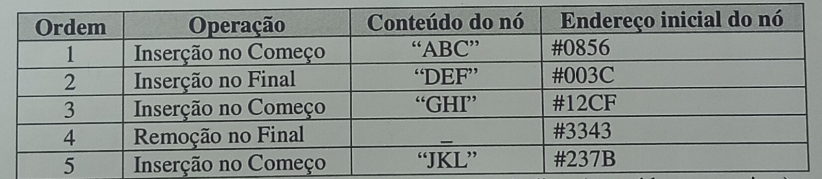 Ordem Operação Conteúdo do nó Endereço inicial do nó
1 Inserção no Começo “ABC” #0856
2 Inserção no Final “DEF” #003C
3 Inserção no Começo “GHI” #12CF
4 Remoção no Final _ #3343
5 Inserção no Começo “JKL” #237B